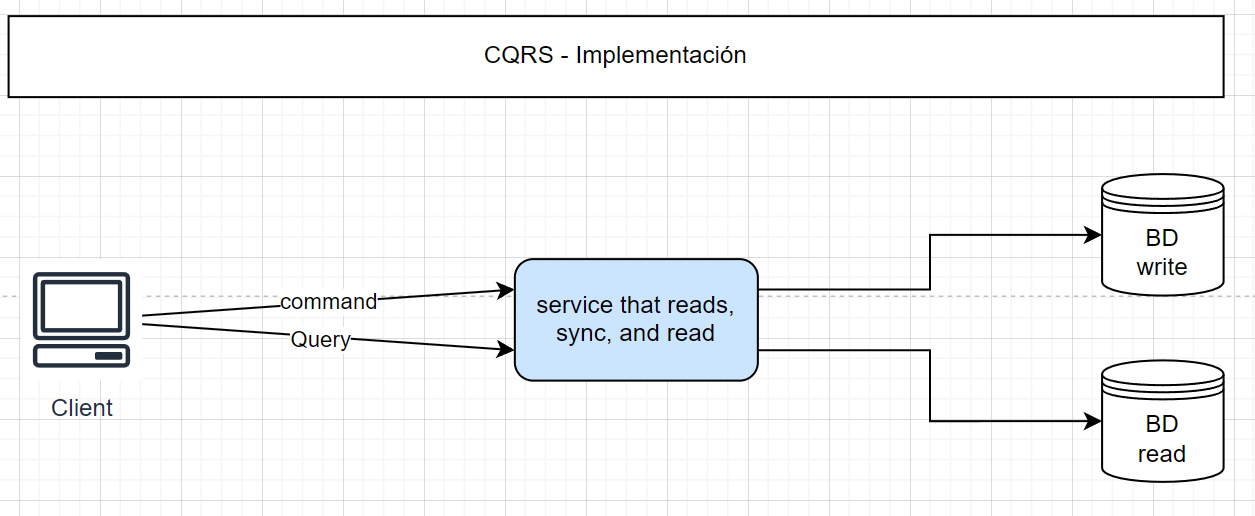 CQRS - Implementación
command
Query
service that reads,
sync, and read
BD
write
BD
read
Client